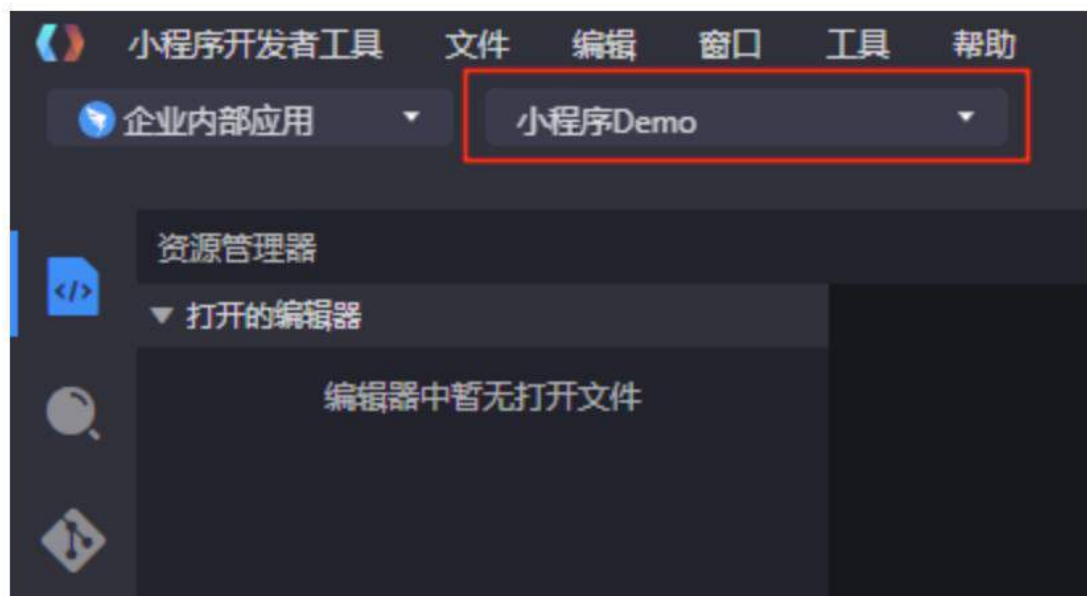 小程序开发者工具 文件 编辑 窗口 工具 帮助
企业内部应用 小程序Demo
资源管理器
</>
打开的编辑器
编辑器中暂无打开文件